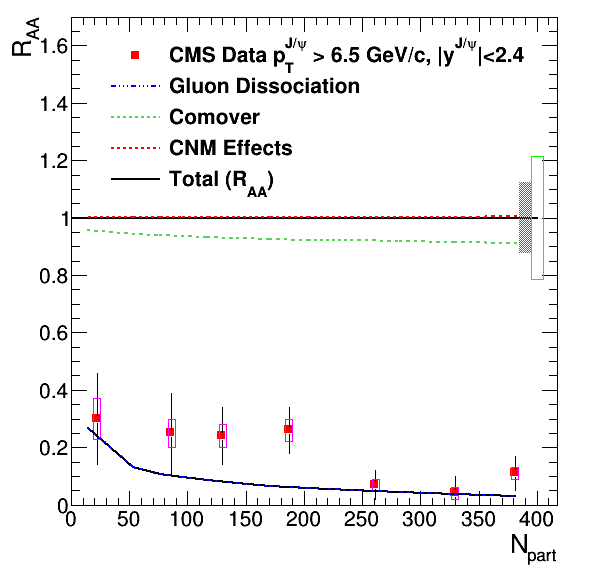 R_AA
CMS Data p_T^J/ψ > 6.5 GeV/c, |y^J/ψ|<2.4
Gluon Dissociation
Comover
CNM Effects
Total (R_AA)
1.6
1.4
1.2
1
0.8
0.6
0.4
0.2
0
0 50 100 150 200 250 300 350 400
N_part